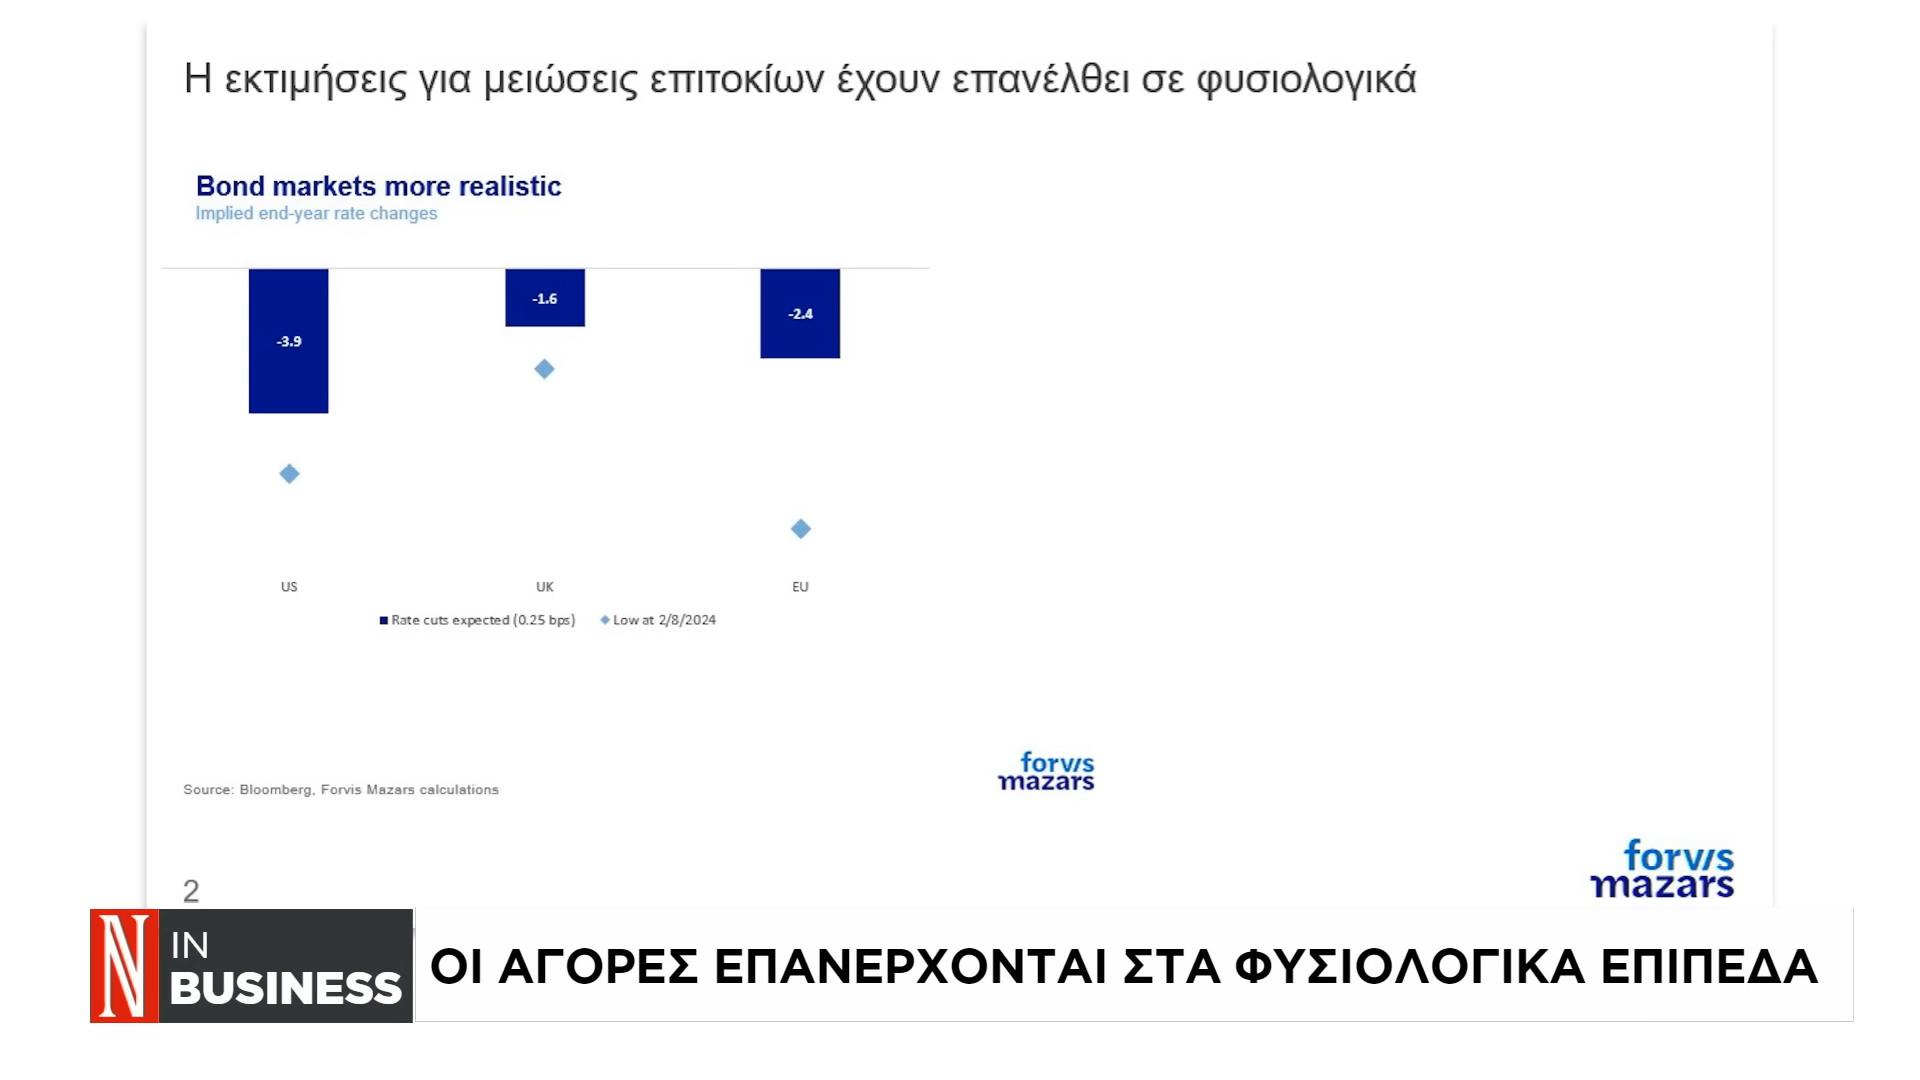 Η εκτιμήσεις για μειώσεις επιτοκίων έχουν επανέλθει σε φυσιολογικά
Bond markets more realistic
Implied end-year rate changes
-3.9
-1.6
-2.4
US
UK
EU
Rate cuts expected (0.25 bps)
Low at 2/8/2024
forvis
mazars
Source: Bloomberg, Forvis Mazars calculations
forvis
mazars
2
N
IN
BUSINESS
ΟΙ ΑΓΟΡΕΣ ΕΠΑΝΕΡΧΟΝΤΑΙ ΣΤΑ ΦΥΣΙΟΛΟΓΙΚΑ ΕΠΙΠΕΔΑ